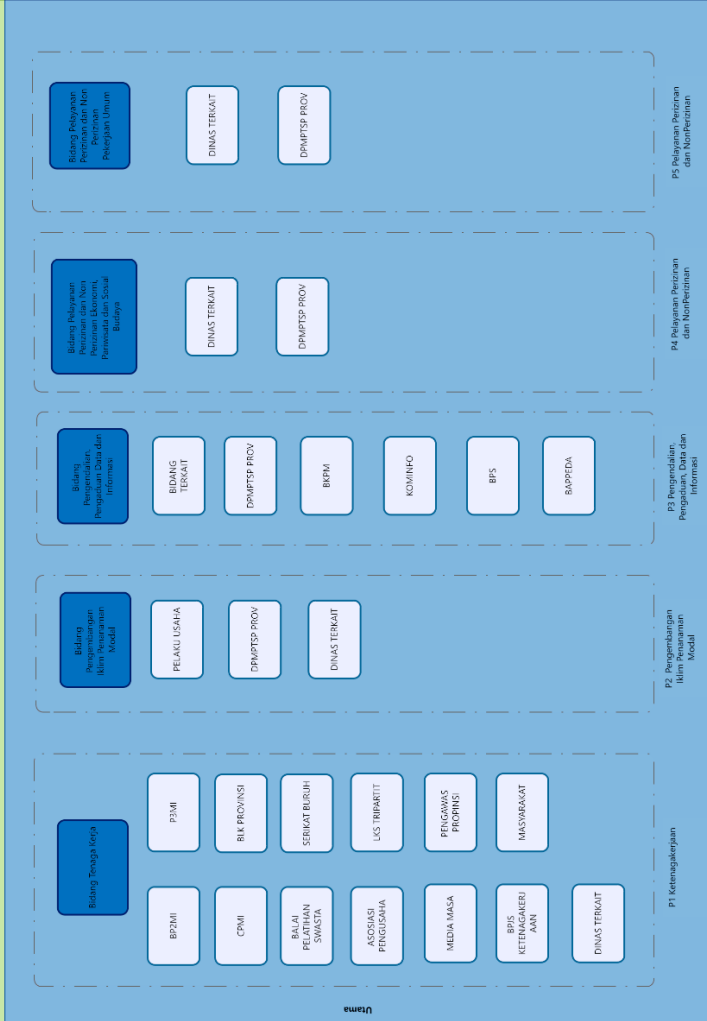 Utama
Bidang Tenaga Kerja
BP2MI
P3MI
CPMI
BLK PROVINSI
BALAI
PELATIHAN
SWASTA
SERIKAT BURUH
ASOSIASI
PENGUSAHA
LKS TRIPARTIT
MEDIA MASA
PENGAWAS
PROPINSI
BPJS
KETENAGAKERJ
AAN
MASYARAKAT
DINAS TERKAIT
P1 Ketenagakerjaan
Bidang
Pengembangan
Iklim Penanaman
Modal
PELAKU USAHA
DPMPTSP PROV
DINAS TERKAIT
P2 Pengembangan
Iklim Penanaman
Modal
Bidang
Pengendalian,
Pengaduan Data dan
Informasi
BIDANG
TERKAIT
DPMPTSP PROV
BKPM
KOMINFO
BPS
BAPPEDA
P3 Pengendalian,
Pengaduan, Data dan
Informasi
Bidang Pelayanan
Perizinan dan Non
Perizinan Ekonomi,
Pariwisata dan Sosial
Budaya
DINAS TERKAIT
DPMPTSP PROV
P4 Pelayanan Perizinan
dan NonPerizinan
Bidang Pelayanan
Perizinan dan Non
Perizinan
Pekerjaan Umum
DINAS TERKAIT
DPMPTSP PROV
P5 Pelayanan Perizinan
dan NonPerizinan